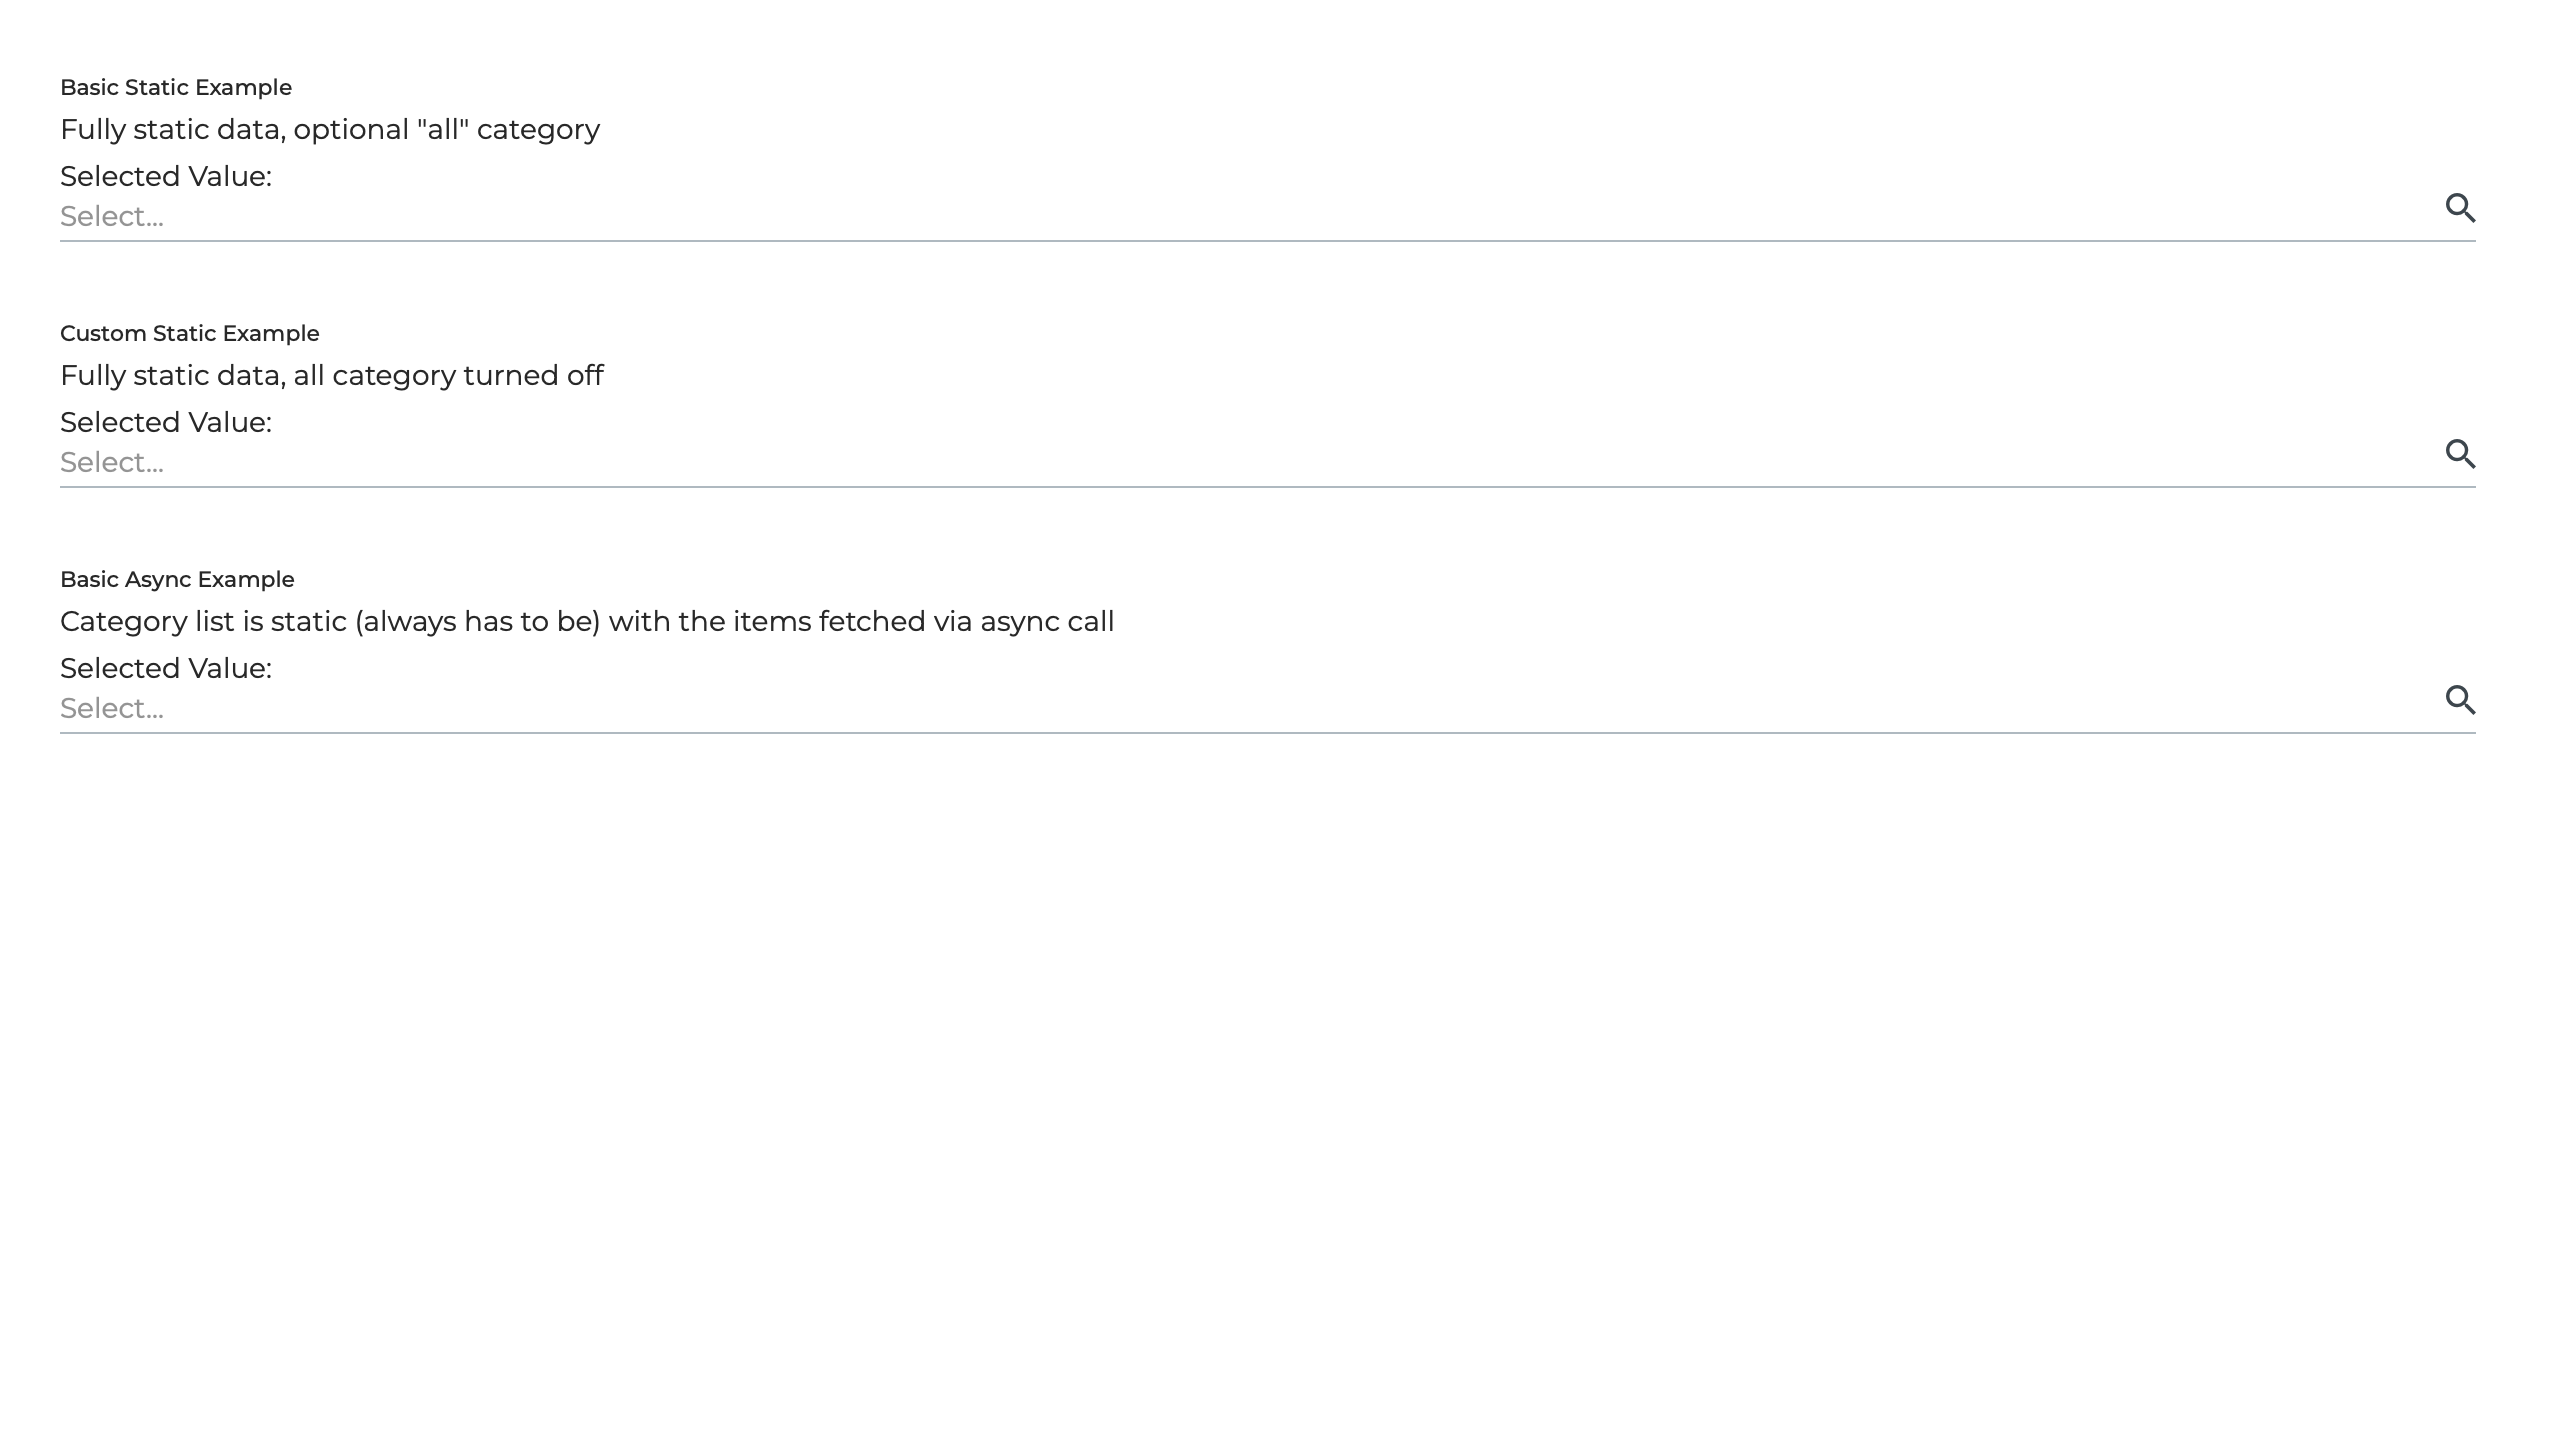 Basic Static Example
Fully static data, optional "all" category
Selected Value:
Select...
Custom Static Example
Fully static data, all category turned off
Selected Value:
Select...
Basic Async Example
Category list is static (always has to be) with the items fetched via async call
Selected Value:
Select...